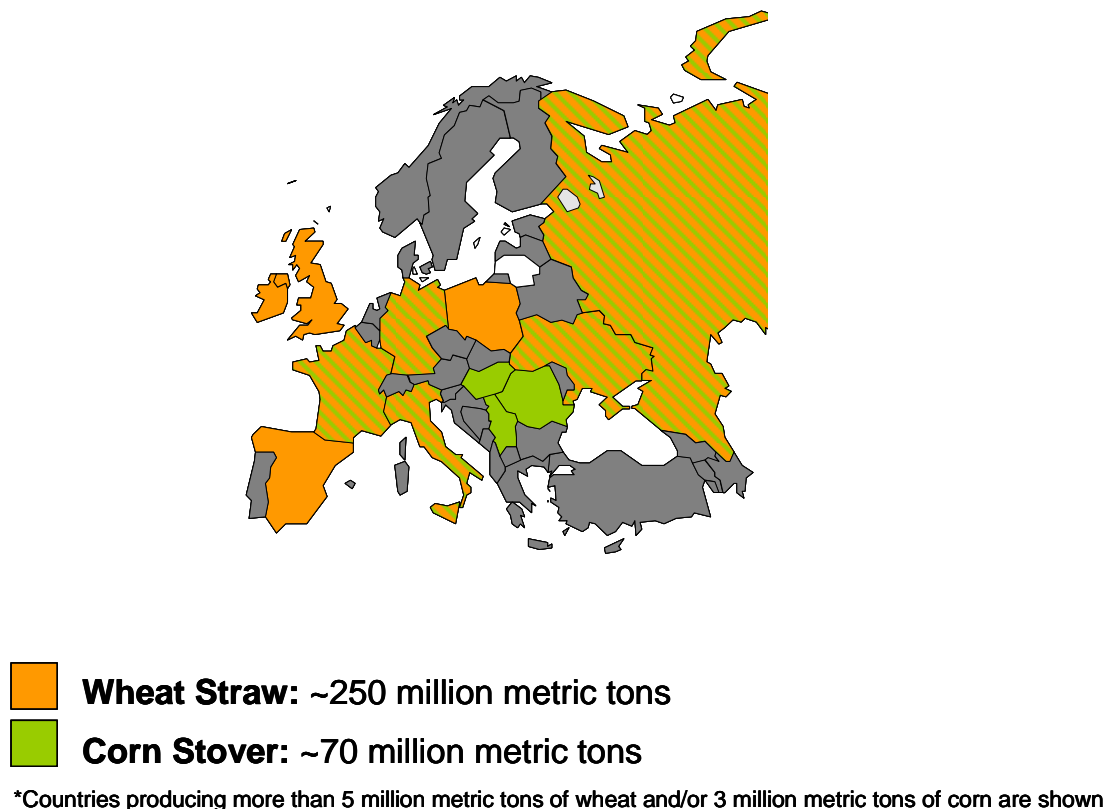 Wheat Straw: ~250 million metric tons
Corn Stover: ~70 million metric tons
*Countries producing more than 5 million metric tons of wheat and/or 3 million metric tons of corn are shown